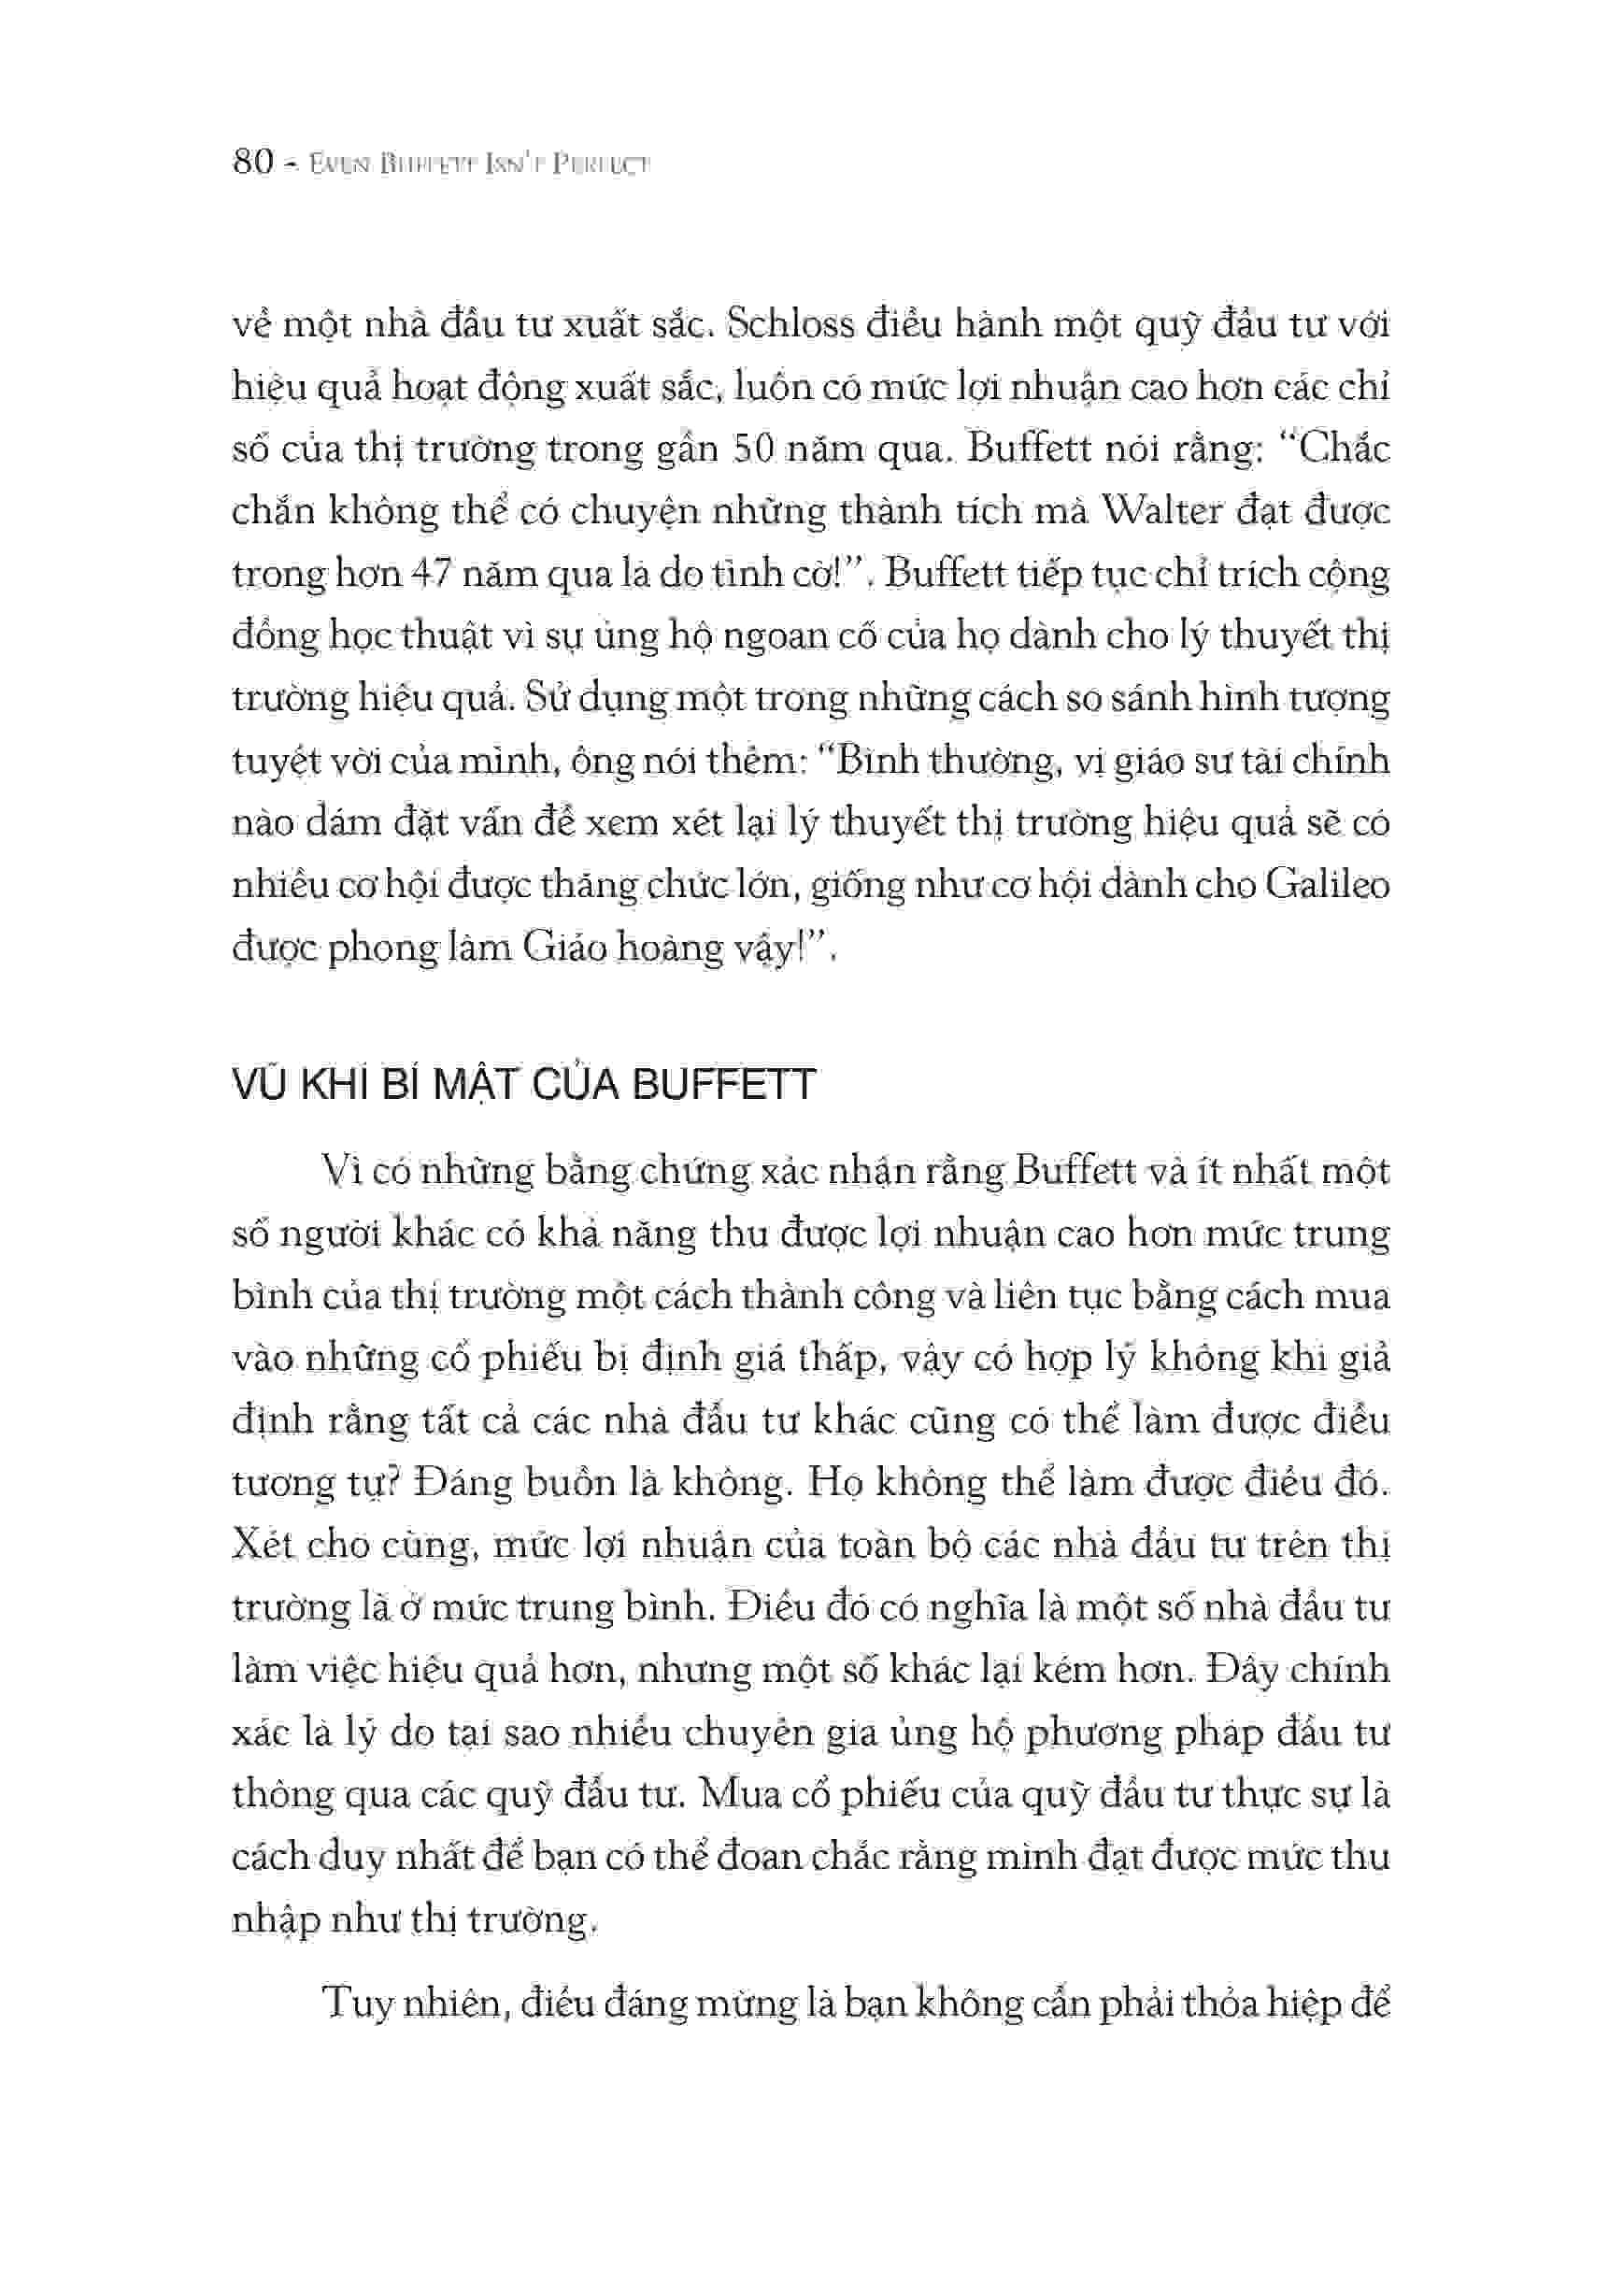 80 - EVEN BUFFETT ISN'T PERFECT
về một nhà đầu tư xuất sắc. Schloss điều hành một quỹ đầu tư với
hiệu quả hoạt động xuất sắc, luôn có mức lợi nhuận cao hơn các chỉ
số của thị trường trong gần 50 năm qua. Buffett nói rằng: “Chắc
chắn không thể có chuyện những thành tích mà Walter đạt được
trong hơn 47 năm qua là do tình cờ!”. Buffett tiếp tục chỉ trích cộng
đồng học thuật vì sự ủng hộ ngoan cố của họ dành cho lý thuyết thị
trường hiệu quả. Sử dụng một trong những cách so sánh hình tượng
tuyệt vời của mình, ông nói thêm: “Bình thường, vị giáo sư tài chính
nào dám đặt vấn đề xem xét lại lý thuyết thị trường hiệu quả sẽ có
nhiều cơ hội được thăng chức lớn, giống như cơ hội dành cho Galileo
được phong làm Giáo hoàng vậy!”.
VŨ KHÍ BÍ MẬT CỦA BUFFETT
Vì có những bằng chứng xác nhận rằng Buffett và ít nhất một
số người khác có khả năng thu được lợi nhuận cao hơn mức trung
bình của thị trường một cách thành công và liên tục bằng cách mua
vào những cổ phiếu bị định giá thấp, vậy có hợp lý không khi giả
định rằng tất cả các nhà đầu tư khác cũng có thể làm được điều
tương tự? Đáng buồn là không. Họ không thể làm được điều đó.
Xét cho cùng, mức lợi nhuận của toàn bộ các nhà đầu tư trên thị
trường là ở mức trung bình. Điều đó có nghĩa là một số nhà đầu tư
làm việc hiệu quả hơn, nhưng một số khác lại kém hơn. Đây chính
xác là lý do tại sao nhiều chuyên gia ủng hộ phương pháp đầu tư
thông qua các quỹ đầu tư. Mua cổ phiếu của quỹ đầu tư thực sự là
cách duy nhất để bạn có thể đoan chắc rằng mình đạt được mức thu
nhập như thị trường.
Tuy nhiên, điều đáng mừng là bạn không cần phải thỏa hiệp để